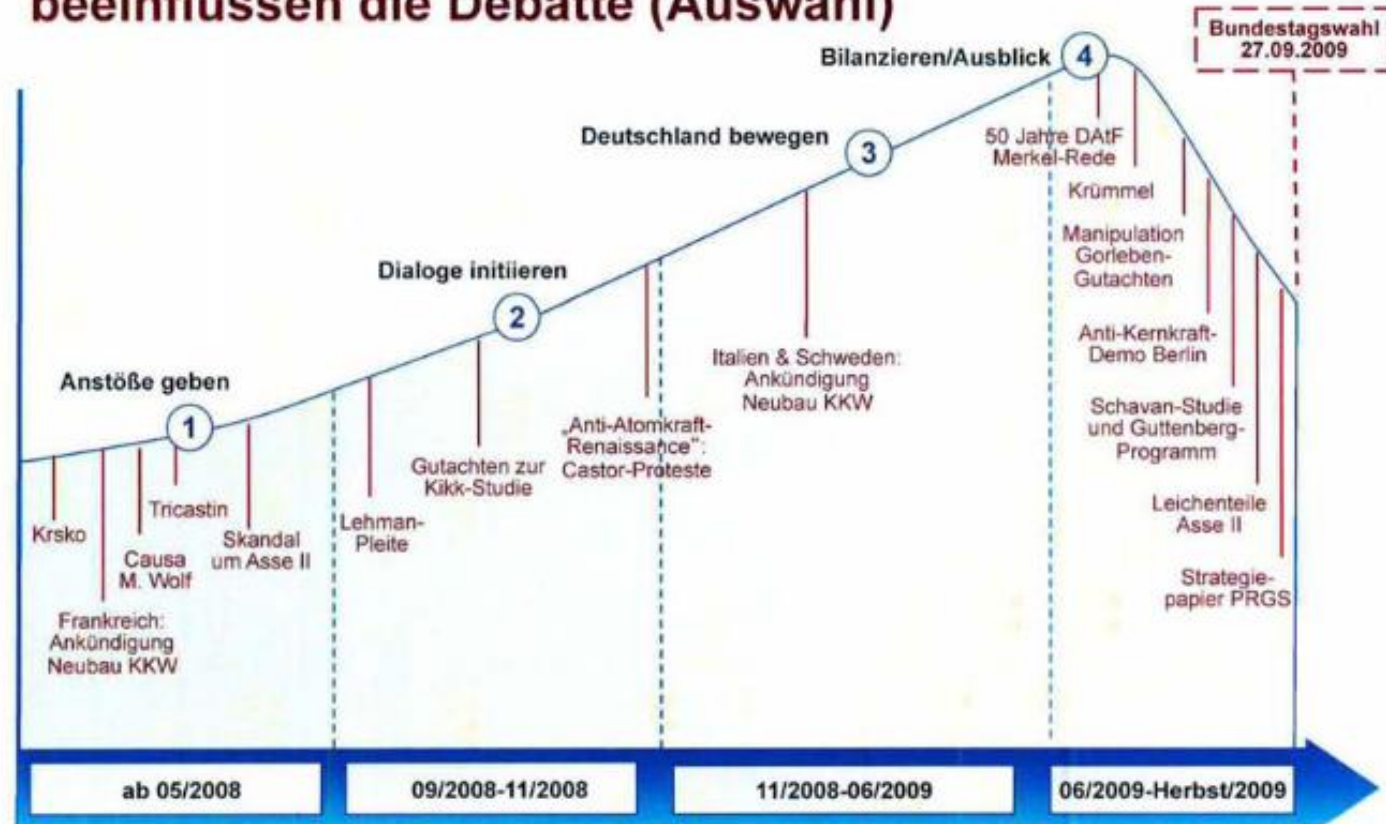 beeinflussen die Debatte (Auswahl)
Bundestagswahl
27.09.2009
Bilanzieren/Ausblick
4
Deutschland bewegen
3
50 Jahre DAtF
Merkel-Rede
Krümmel
Manipulation
Gorleben-
Gutachten
Dialoge initiieren
2
Anti-Kernkraft-
Demo Berlin
Italien & Schweden:
Ankündigung
Neubau KKW
Anstöße geben
1
Schavan-Studie
und Guttenberg-
Programm
„Anti-Atomkraft-
Renaissance":
Castor-Proteste
Gutachten zur
Kikk-Studie
Leichenteile
Asse II
Tricastin
Krsko
Lehman-
Pleite
Skandal
um Asse II
Causa
M. Wolf
Strategie-
papier PRGS
Frankreich:
Ankündigung
Neubau KKW
ab 05/2008
09/2008-11/2008
11/2008-06/2009
06/2009-Herbst/2009